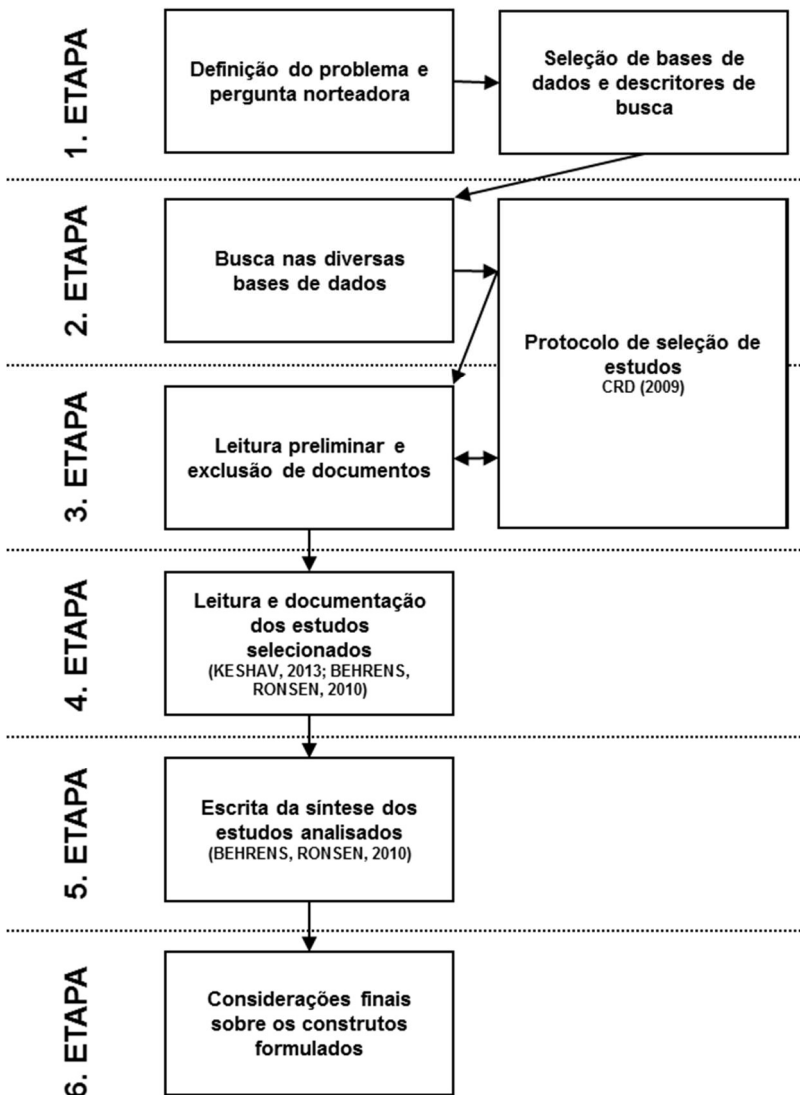 1. ETAPA
Definição do problema e
pergunta norteadora
Seleção de bases de
dados e descritores de
busca
2. ETAPA
Busca nas diversas
bases de dados
Protocolo de seleção de
estudos
CRD (2009)
3. ETAPA
Leitura preliminar e
exclusão de documentos
4. ETAPA
Leitura e documentação
dos estudos
selecionados
(KESHAV, 2013; BEHRENS,
RONSEN, 2010)
5. ETAPA
Escrita da síntese dos
estudos analisados
(BEHRENS, RONSEN, 2010)
6. ETAPA
Considerações finais
sobre os construtos
formulados